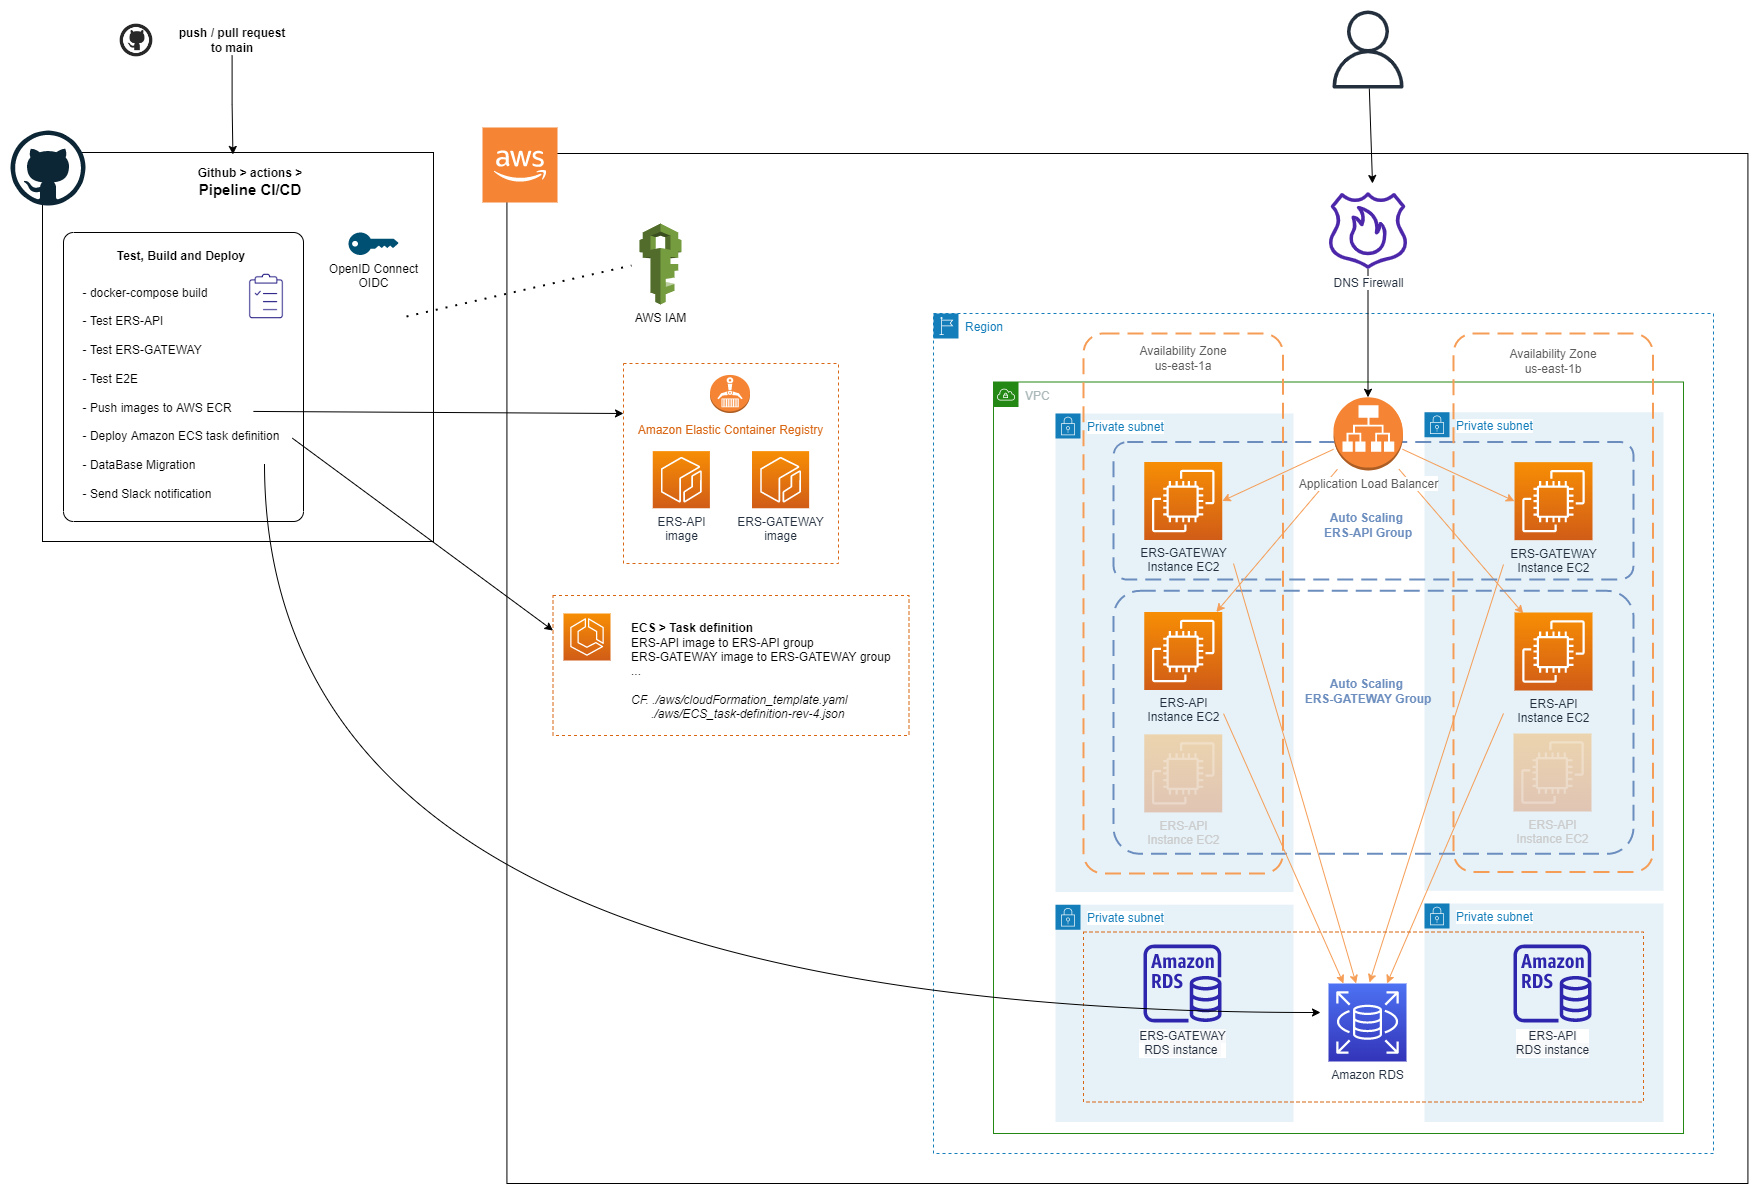 push / pull request
to main
Github > actions >
Pipeline CI/CD
Test, Build and Deploy
- docker-compose build
- Test ERS-API
- Test ERS-GATEWAY
- Test E2E
- Push images to AWS ECR
- Deploy Amazon ECS task definition
- DataBase Migration
- Send Slack notification
OpenID Connect
OIDC
aws
AWS IAM
Amazon Elastic Container Registry
ERS-API
image
ERS-GATEWAY
image
ECS > Task definition
ERS-API image to ERS-API group
ERS-GATEWAY image to ERS-GATEWAY group
...
CF. ./aws/cloudFormation_template.yaml
./aws/ECS_task-definition-rev-4.json
DNS Firewall
Region
Availability Zone
us-east-1a
Availability Zone
us-east-1b
VPC
Private subnet
Private subnet
Application Load Balancer
Auto Scaling
ERS-API Group
ERS-GATEWAY
Instance EC2
ERS-GATEWAY
Instance EC2
Auto Scaling
ERS-GATEWAY Group
ERS-API
Instance EC2
ERS-API
Instance EC2
ERS-API
Instance EC2
ERS-API
Instance EC2
Private subnet
Private subnet
Amazon
RDS
ERS-GATEWAY
RDS instance
Amazon RDS
Amazon
RDS
ERS-API
RDS instance